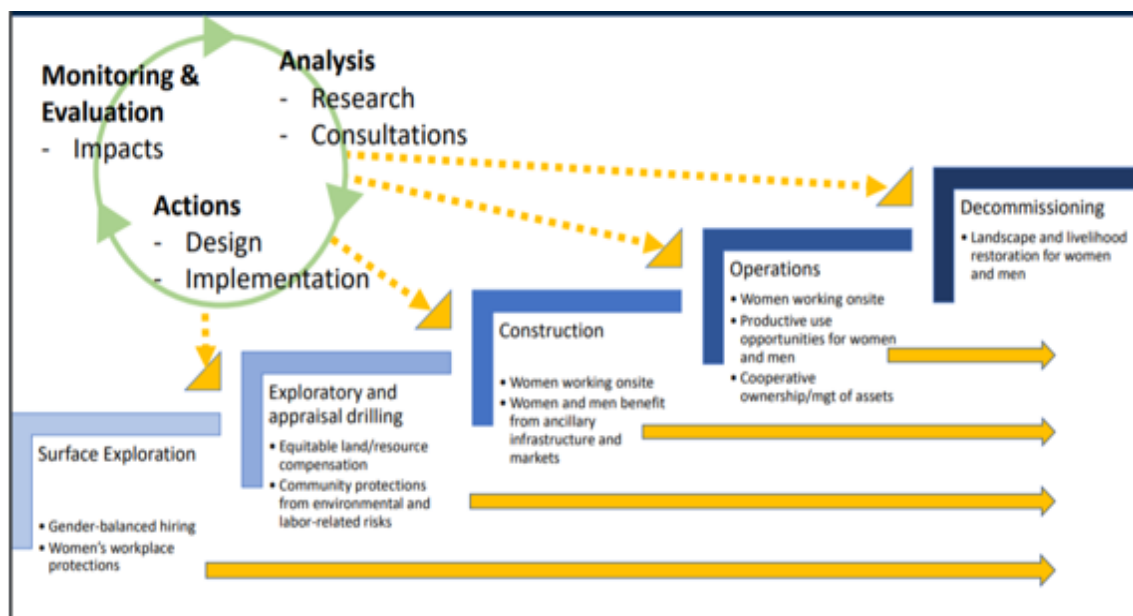 Monitoring &
Evaluation
- Impacts
Analysis
- Research
- Consultations
Actions
- Design
- Implementation
Surface Exploration
• Gender-balanced hiring
• Women's workplace
protections
Exploratory and
appraisal drilling
• Equitable land/resource
compensation
• Community protections
from environmental and
labor-related risks
Construction
• Women working onsite
• Women and men benefit
from ancillary
infrastructure and
markets
Operations
• Women working onsite
• Productive use
opportunities for women
and men
• Cooperative
ownership/mgt of assets
Decommissioning
• Landscape and livelihood
restoration for women
and men